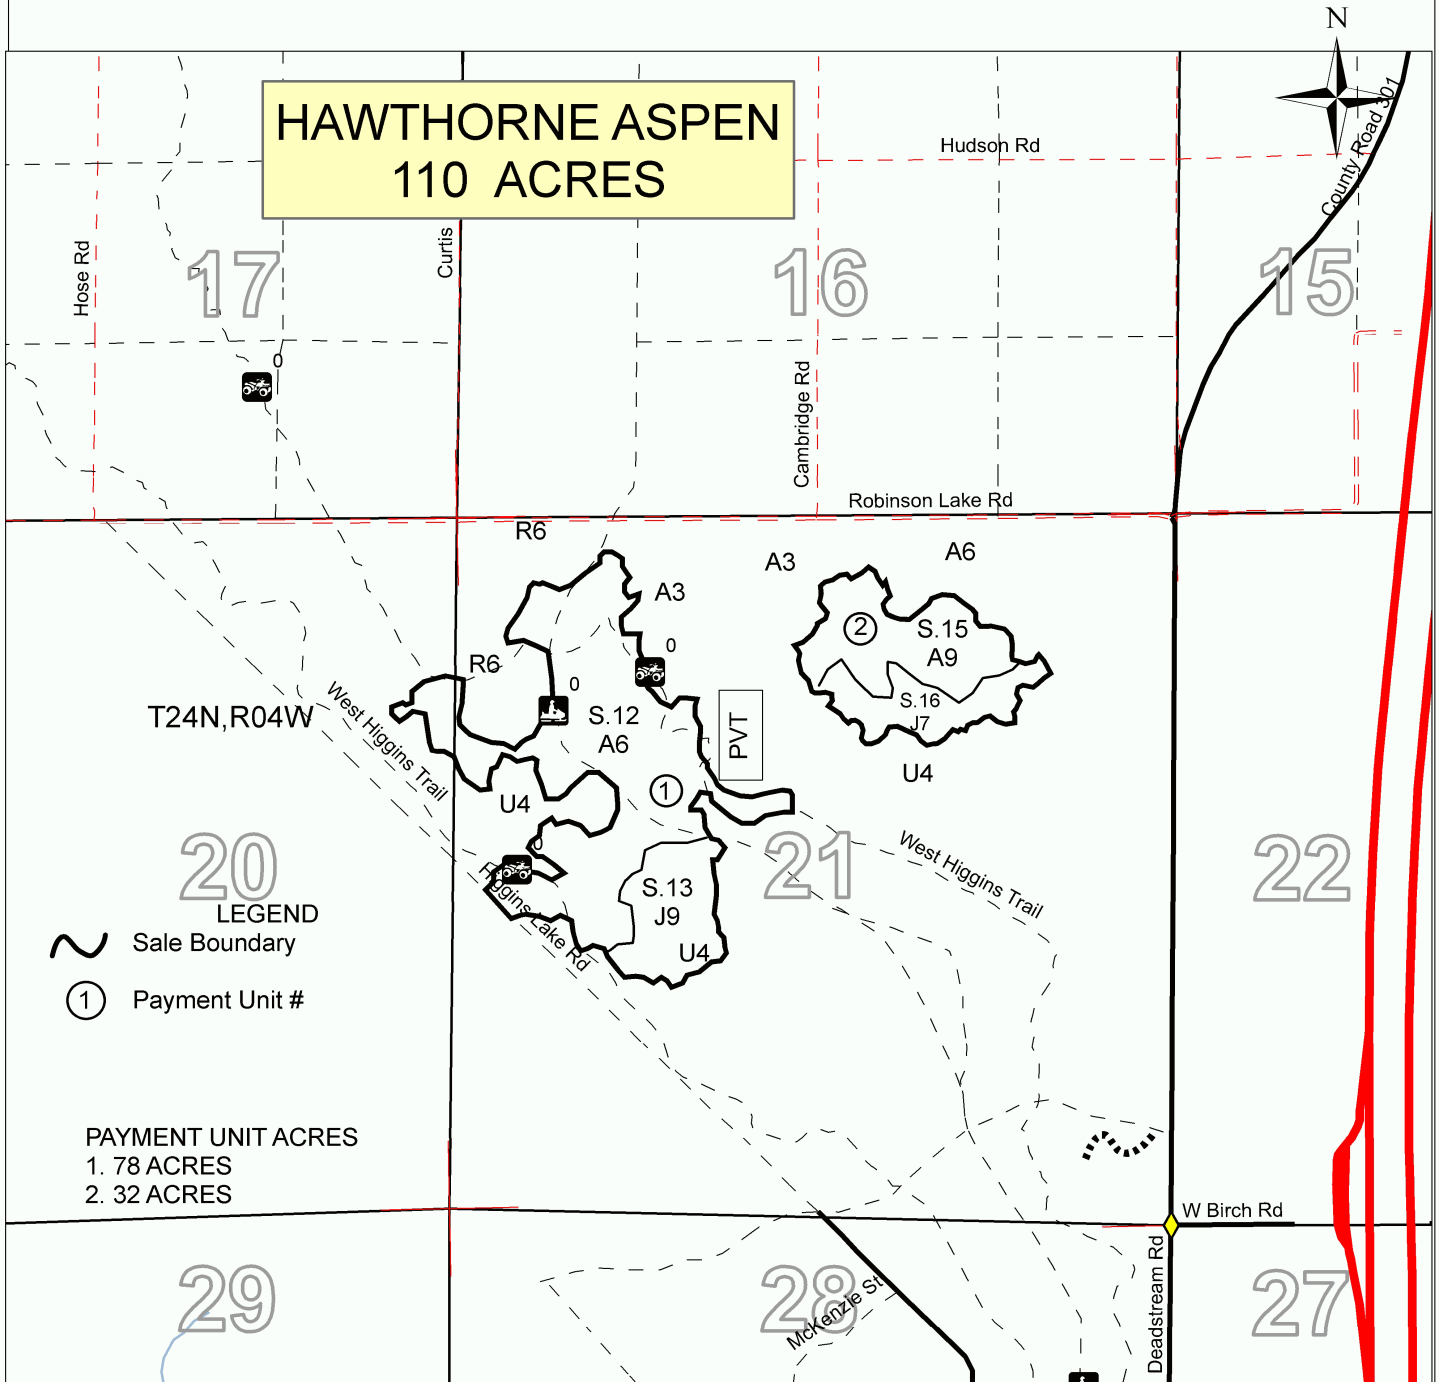 N
HAWTHORNE ASPEN
110 ACRES
Hudson Rd
County Road 301
Hose Rd
17
Curtis
16
15
0
Cambridge Rd
Robinson Lake Rd
R6
A3
A6
A3
2
S.15
A9
R6
0
0
S.16
J7
T24N,R04W
West Higgins Trail
S.12
A6
PVT
U4
1
U4
0
20
21
22
West Higgins Trail
Higgins Lake Rd
S.13
J9
U4
LEGEND
Sale Boundary
1 Payment Unit #
PAYMENT UNIT ACRES
1. 78 ACRES
2. 32 ACRES
W Birch Rd
Deadstream Rd
29
28
27
McKenzie St